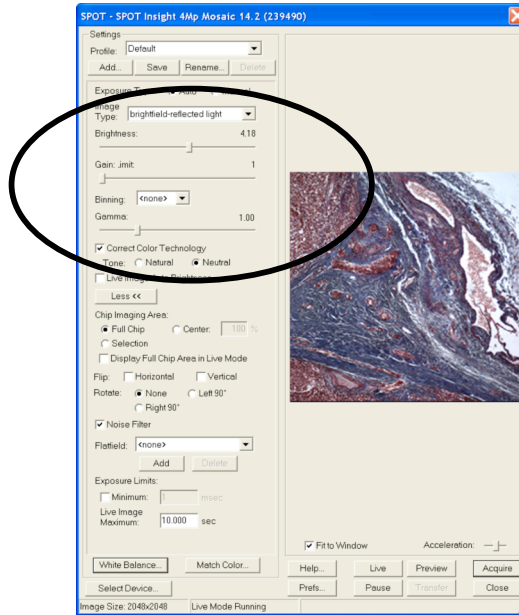 SPOT - SPOT Insight 4Mp Mosaic 14.2 (239490)
Settings
Profile: Default
Add... Save Rename... Delete
Exposure Auto
Image
Type: brightfield-reflected light
Brightness: 4.18
Gain: 1
Binning: <none>
Gamma: 1.00
Correct Color Technology
Tone: Natural Neutral
Live Brightness
Less <<
Chip Imaging Area:
Full Chip Center: 100 %
Selection
Display Full Chip Area in Live Mode
Flip: Horizontal Vertical
Rotate: None Left 90°
Right 90°
Noise Filter
Flatfield: <none>
Add Delete
Exposure Limits:
Minimum: 1 msec
Live Image
Maximum: 10.000 sec
Fit to Window Acceleration:
White Balance... Match Color... Help... Live Preview Acquire
Select Device... Prefs... Pause Transfer Close
Image Size: 2048x2048 Live Mode Running